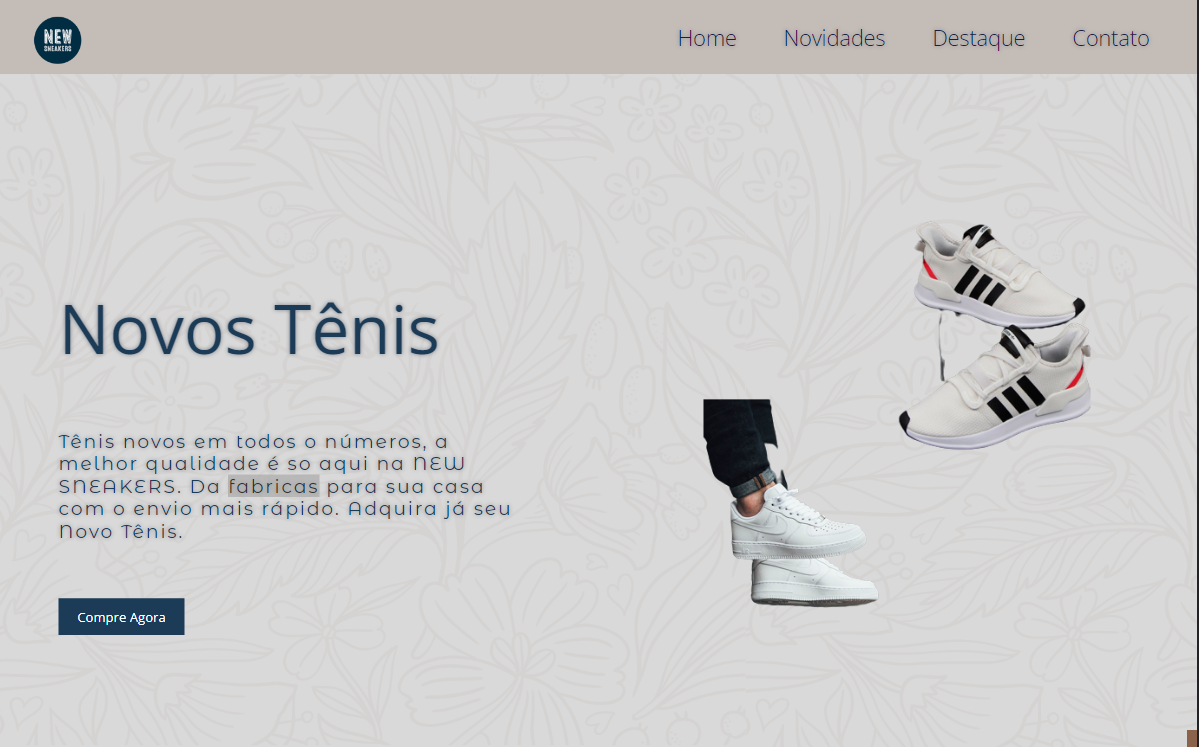 NEW
SNEAKERS
Home Novidades Destaque Contato
Novos Tênis
Tênis novos em todos o números, a
melhor qualidade é so aqui na NEW
SNEAKERS. Da fabricas para sua casa
com o envio mais rápido. Adquira já seu
Novo Tênis.
Compre Agora